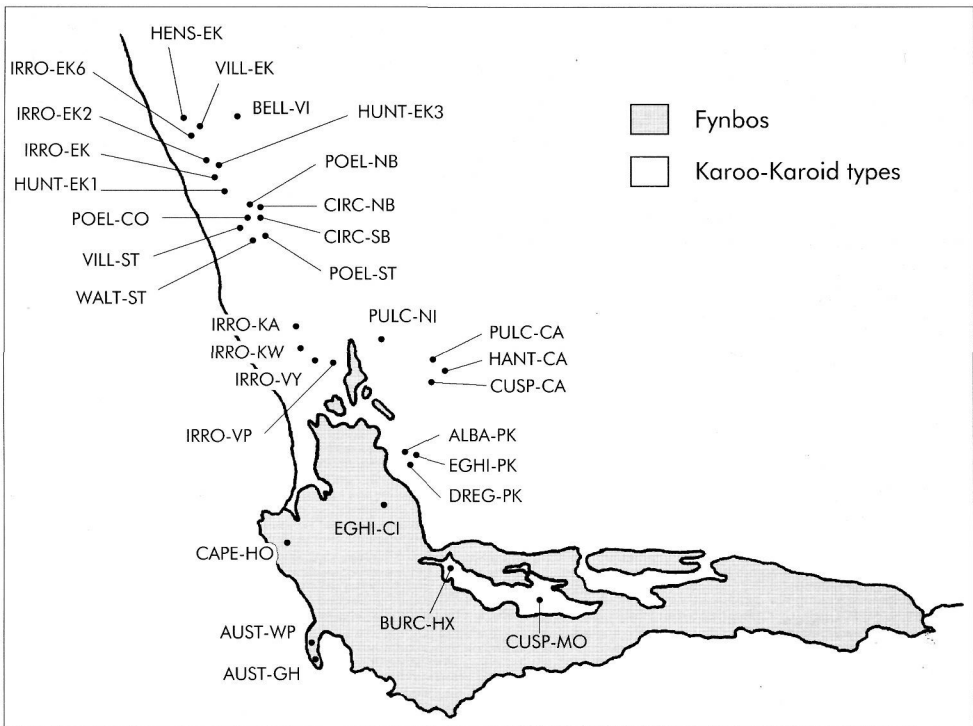 HENS-EK
IRRO-EK6
VILL-EK
BELL-VI
IRRO-EK2
HUNT-EK3
IRRO-EK
POEL-NB
HUNT-EK1
CIRC-NB
POEL-CO
CIRC-SB
VILL-ST
POEL-ST
WALT-ST
Fynbos
Karoo-Karoid types
IRRO-KA
PULC-NI
IRRO-KW
PULC-CA
HANT-CA
IRRO-VY
CUSP-CA
IRRO-VP
ALBA-PK
EGHI-PK
DREG-PK
EGHI-CI
CAPE-HO
BURC-HX
CUSP-MO
AUST-WP
AUST-GH